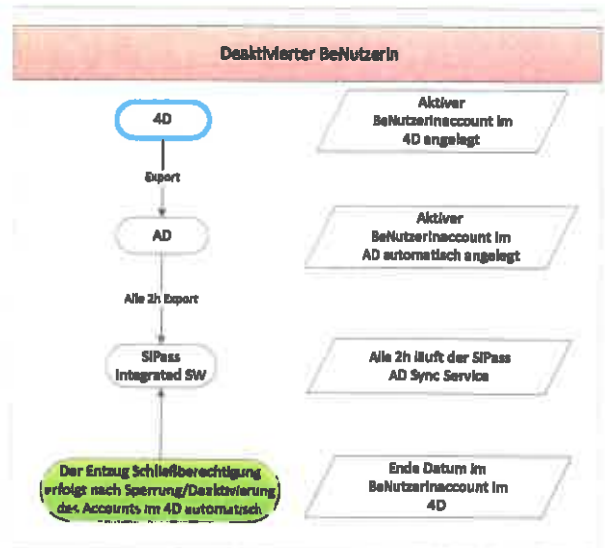 Deaktivierter BeNutzerIn
4D
Aktiver
BeNutzerInaccount im
4D angelegt
Export
AD
Aktiver
BeNutzerInaccount im
AD automatisch angelegt
Alle 2h Export
SiPass
integrated SW
Alle 2h läuft der SiPass
AD Sync Service
Der Entzug Schließberechtigung
erfolgt nach Sperrung/Deaktivierung
des Accounts im 4D automatisch
Ende Datum im
BeNutzerInaccount im
4D